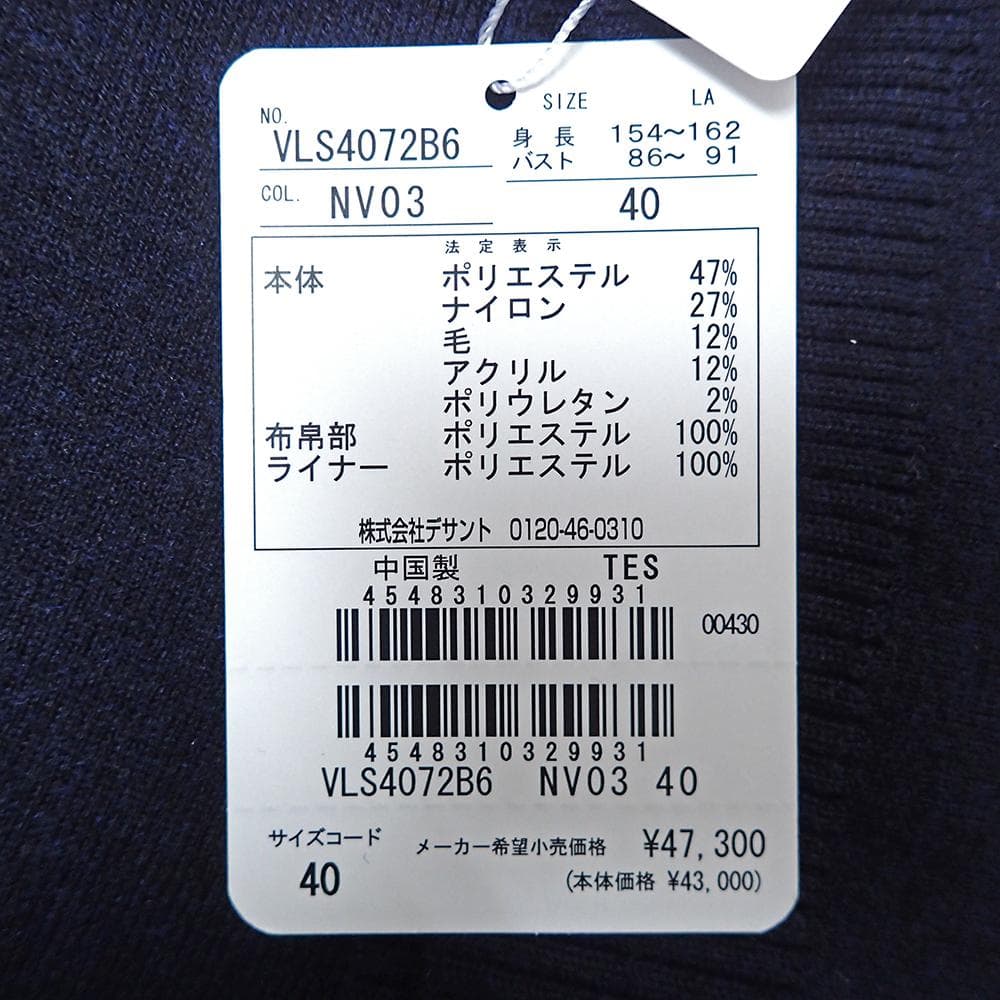 NO.
VLS4072B6
COL. NV03
SIZE LA
身長 154〜162
バスト 86〜 91
40
法定表示
本体 ポリエステル 47%
ナイロン 27%
毛 12%
アクリル 12%
ポリウレタン 2%
布帛部 ポリエステル 100%
ライナー ポリエステル 100%
株式会社デサント 0120-46-0310
中国製 TES
4548310329931
00430
4548310329931
VLS4072B6 NV03 40
サイズコード メーカー希望小売価格 ¥47,300
40 (本体価格 ¥43,000)